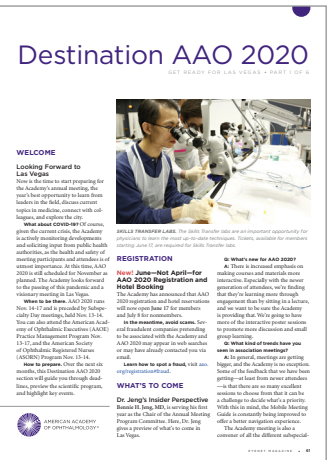 Destination AAO 2020
GET READY FOR LAS VEGAS • PART 1 OF 6
WELCOME
Looking Forward to
Las Vegas
Now is the time to start preparing for
the Academy's annual meeting, the
year's best opportunity to learn from
leaders in the field, discuss current
topics in medicine, connect with col-
leagues, and explore the city.
What about COVID-19? Of course,
given the current crisis, the Academy
is actively monitoring developments
and soliciting input from public health
authorities, as the health and safety of
meeting participants and attendees is of
utmost importance. At this time, AAO
2020 is still scheduled for November as
planned. The Academy looks forward
to the passing of this pandemic and a
visionary meeting in Las Vegas.
When to be there. AAO 2020 runs
Nov. 14-17 and is preceded by Subspe-
cialty Day meetings, held Nov. 13-14.
You can also attend the American Acad-
emy of Ophthalmic Executives (AAOE)
Practice Management Program Nov.
13-17, and the American Society
of Ophthalmic Registered Nurses
(ASORN) Program Nov. 13-14.
How to prepare. Over the next six
months, this Destination AAO 2020
section will guide you through dead-
lines, preview the scientific program,
and highlight key events.
AMERICAN ACADEMY
OF OPHTHALMOLOGY®
SKILLS TRANSFER LABS. The Skills Transfer labs are an important opportunity for
physicians to learn the most up-to-date techniques. Tickets, available for members
starting June 17, are required for Skills Transfer labs.
REGISTRATION
New! June—Not April—for
AAO 2020 Registration and
Hotel Booking
The Academy has announced that AAO
2020 registration and hotel reservations
will now open June 17 for members
and July 8 for nonmembers.
In the meantime, avoid scams. Sev-
eral fraudulent companies pretending
to be associated with the Academy and
AAO 2020 may appear in web searches
or may have already contacted you via
email.
Learn how to spot a fraud, visit aao.
org/registration#fraud.
WHAT'S TO COME
Dr. Jeng's Insider Perspective
Bennie H. Jeng, MD, is serving his first
year as the Chair of the Annual Meeting
Program Committee. Here, Dr. Jeng
gives a preview of what's to come in
Las Vegas.
Q: What's new for AAO 2020?
A: There is increased emphasis on
making courses and materials more
interactive. Especially with the newer
generation of attendees, we're finding
that they're learning more through
engagement than by sitting in a lecture,
and we want to be sure the Academy
is providing that. We're going to have
more of the interactive poster sessions
to promote more discussion and small
group learning.
Q: What kind of trends have you
seen in association meetings?
A: In general, meetings are getting
bigger, and AAO is no exception. Some
of the feedback that we have been
getting—at least from newer attendees
—is that there are so many excellent
sessions to choose from that it can be
a challenge to decide what's a priority.
With this in mind, the Mobile Meeting
Guide is constantly being improved to
offer a better navigation experience.
The Academy meeting is also a
convener of all the different subspecial-
EYENET MAGAZINE • 61